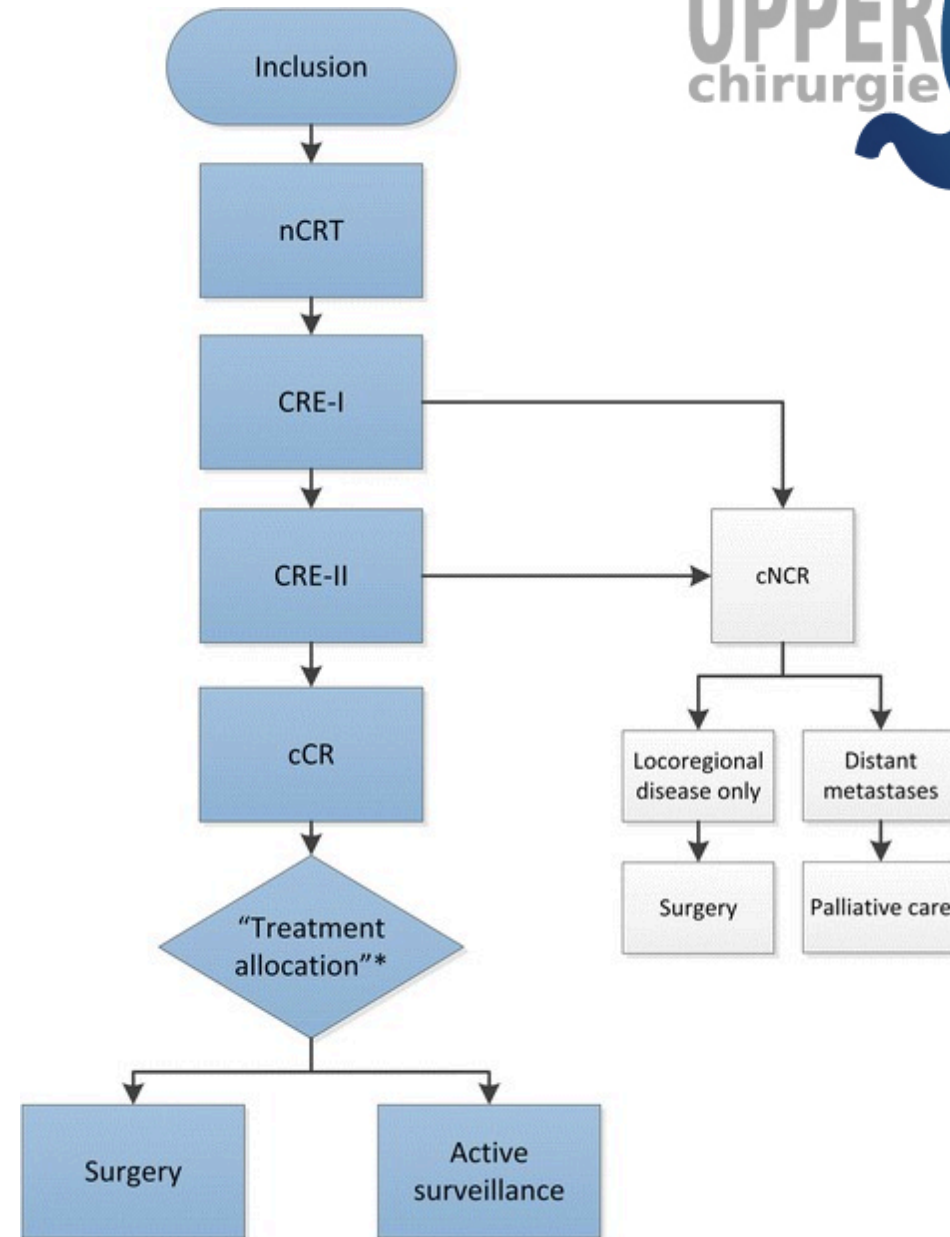 UPPER
chirurgie
Inclusion
nCRT
CRE-I
CRE-II
cNCR
cCR
Locoregional
disease only
Distant
metastases
"Treatment
allocation"*
Surgery
Palliative care
Surgery
Active
surveillance